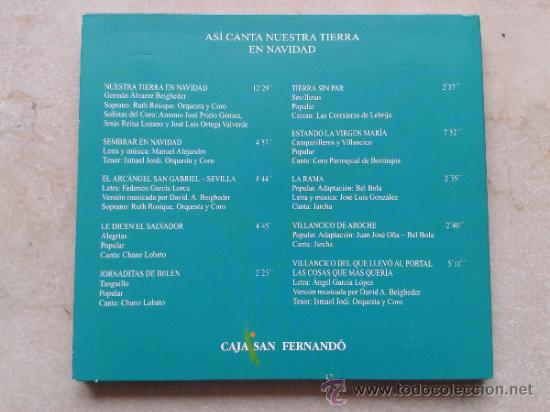 ASÍ CANTA NUESTRA TIERRA
EN NAVIDAD
NUESTRA TIERRA EN NAVIDAD 12´29´´
Germán Álvarez Beigbeder
Soprano: Ruth Rosique. Orquesta y Coro
Solistas del Coro: Antonio José Prieto Gómez,
Jesús Reina Lozano y José Luis Ortega Valverde
SEMBRAR EN NAVIDAD 4´53´´
Letra y música: Manuel Alejandro
Tenor: Ismael Jordi. Orquesta y Coro
EL ARCÁNGEL SAN GABRIEL – SEVILLA 8´44´´
Letra: Federico García Lorca
Versión musicada por David. A. Beigbeder
Soprano: Ruth Rosique. Orquesta y Coro
LE DICEN EL SALVADOR 4´45´´
Alegrías
Popular
Canta: Chano Lobato
JORNADITAS DE BELÉN 2´23´´
Tanguillo
Popular
Canta: Chano Lobato
TIERRA SIN PAR 2´57´´
Sevillanas
Popular
Cantan: Las Corraleras de Lebrija
ESTANDO LA VIRGEN MARÍA 7´52´´
Campanilleros y Villancico
Popular
Canta: Coro Parroquial de Bormujos
LA RAMA 2´35´´
Popular. Adaptación: Bel Bola
Letra y música: José Luis González
Canta: Jarcha
VILLANCICO DE AROCHE 2´40´´
Popular. Adaptación: Juan José Oña – Bel Bola
Canta: Jarcha
VILLANCICO DEL QUE LLEVÓ AL PORTAL 5´11´´
LAS COSAS QUE MÁS QUERÍA
Letra: Ángel García López
Versión musicada por David A. Beigbeder
Tenor: Ismael Jodi. Orquesta y Coro
CAJA SAN FERNANDO
todocoleccion.net